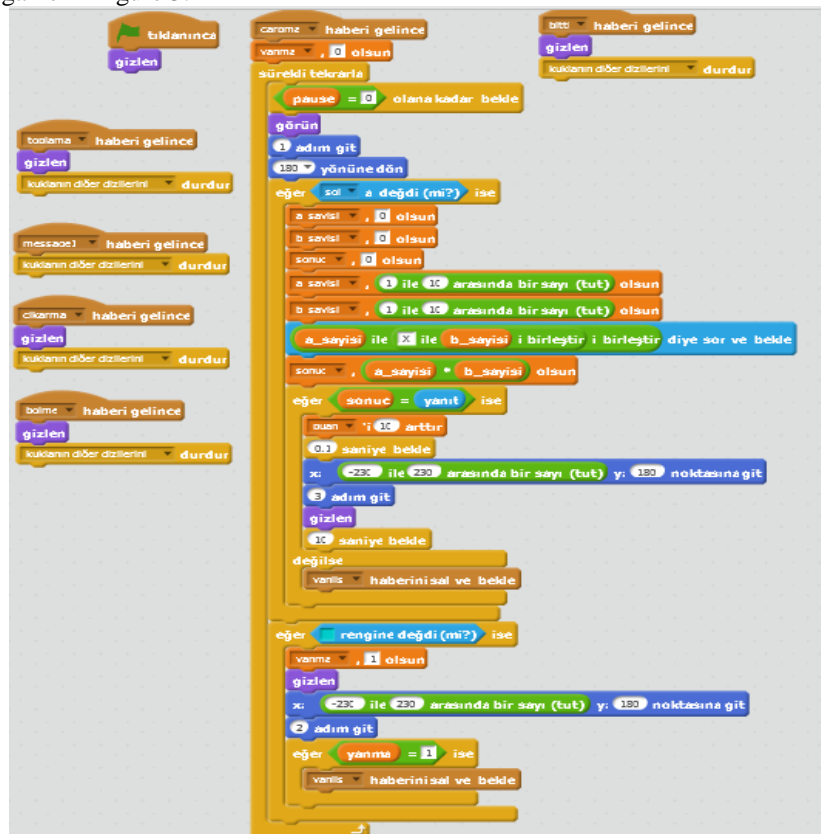 tıklanınca
gizlen
toplama haberi gelince
gizlen
kuklanın diğer dizilerini durdur
message1 haberi gelince
kuklanın diğer dizilerini durdur
cikarma haberi gelince
gizlen
kuklanın diğer dizilerini durdur
bolme haberi gelince
gizlen
kuklanın diğer dizilerini durdur
carpma haberi gelince
yanma , 0 olsun
sürekli tekrarla
pause = 0 olana kadar bekle
görün
1 adım git
180 yönüne dön
eğer sol a değdi (mi?) ise
a_sayisi , 0 olsun
b_sayisi , 0 olsun
sonuc , 0 olsun
a_sayisi , 1 ile 10 arasında bir sayı (tut) olsun
b_sayisi , 1 ile 10 arasında bir sayı (tut) olsun
a_sayisi ile X ile b_sayisi i birleştir i birleştir diye sor ve bekle
sonuc , a_sayisi * b_sayisi olsun
eğer sonuc = yanıt ise
puan 'i 10 arttır
0.1 saniye bekle
x: -230 ile 230 arasında bir sayı (tut) y: 180 noktasına git
3 adım git
gizlen
10 saniye bekle
değilse
yanlis haberini sal ve bekle
eğer rengine değdi (mi?) ise
yanma , 1 olsun
gizlen
x: -230 ile 230 arasında bir sayı (tut) y: 180 noktasına git
2 adım git
eğer yanma = 1 ise
yanlis haberini sal ve bekle
bitti haberi gelince
gizlen
kuklanın diğer dizilerini durdur